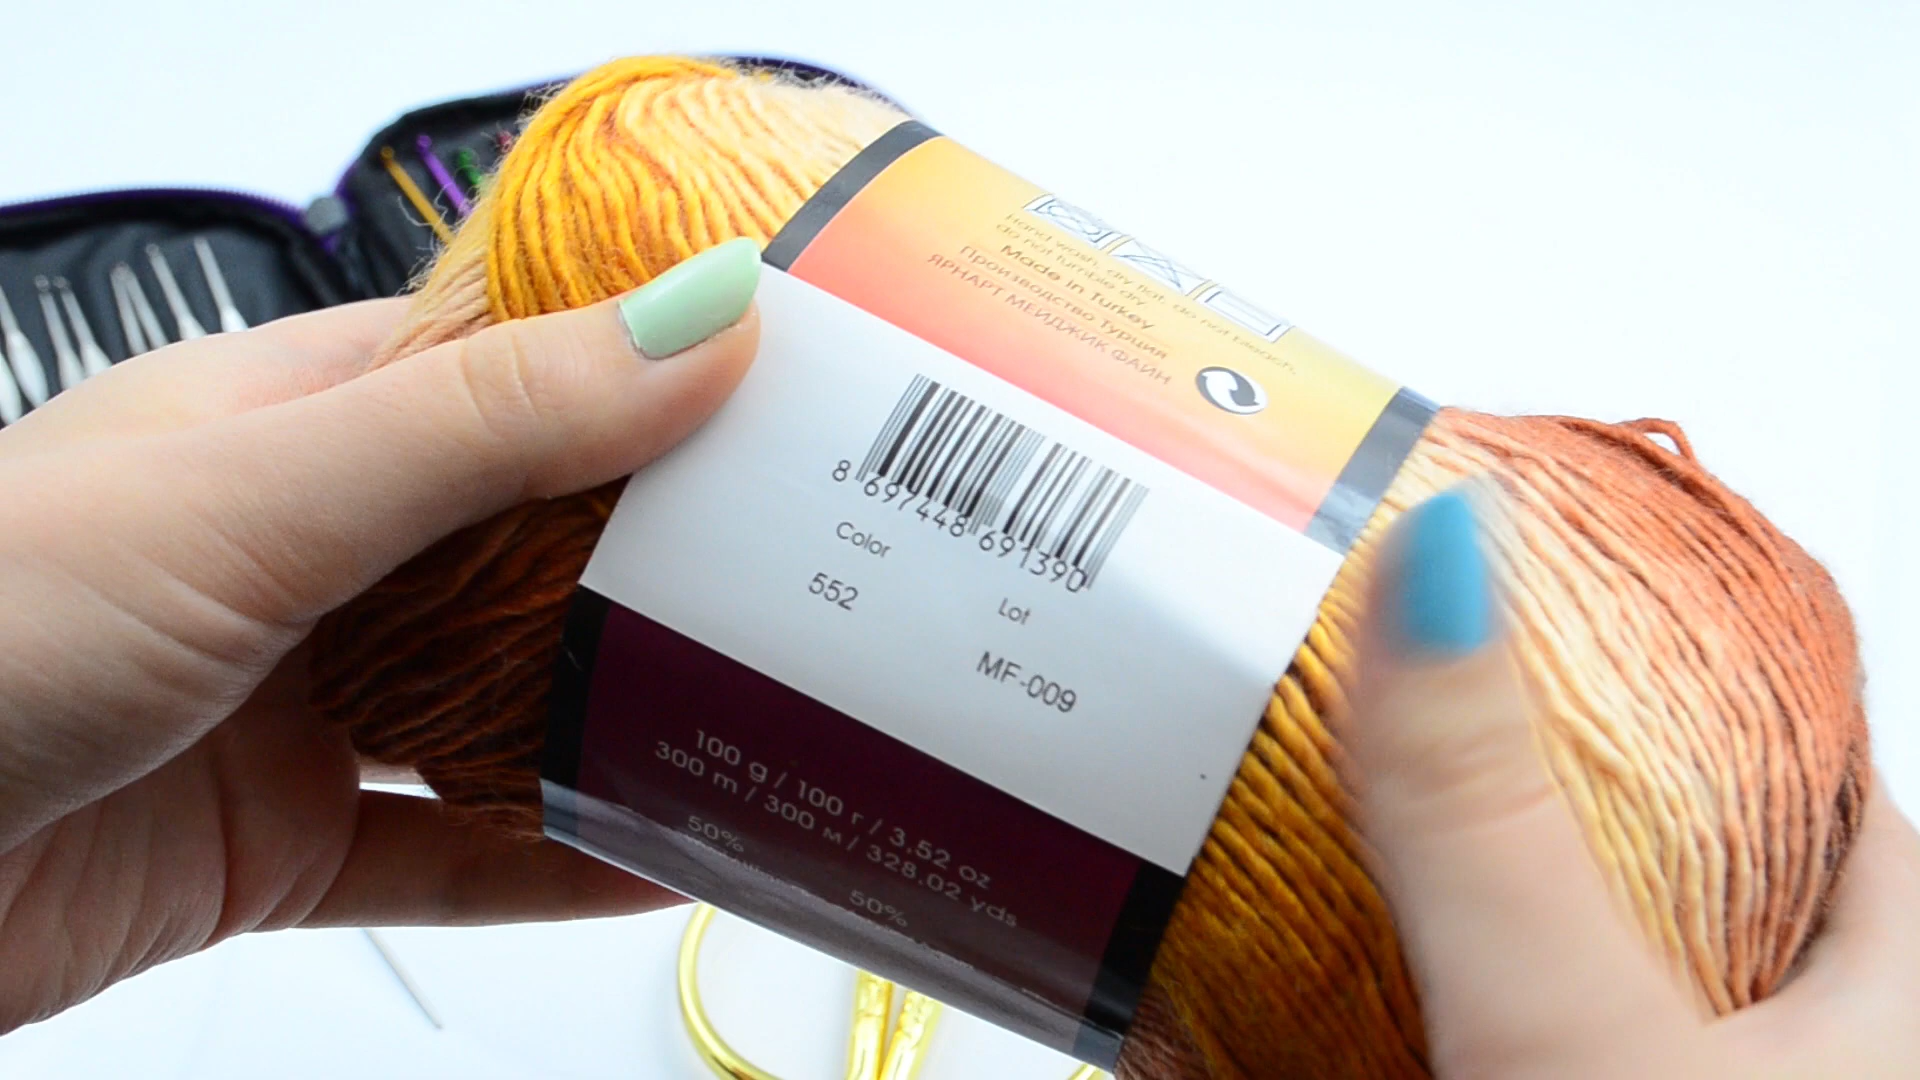 Hand wash, dry flat, do not bleach,
do not tumble dry
Made in Turkey
Производство Турция
ЯРНАРТ МЕЙДЖИК ФАЙН
8 697448 691390
Color
552
Lot
MF-009
100 g / 100 г / 3,52 oz
300 m / 300 м / 328.02 yds
50%
50%